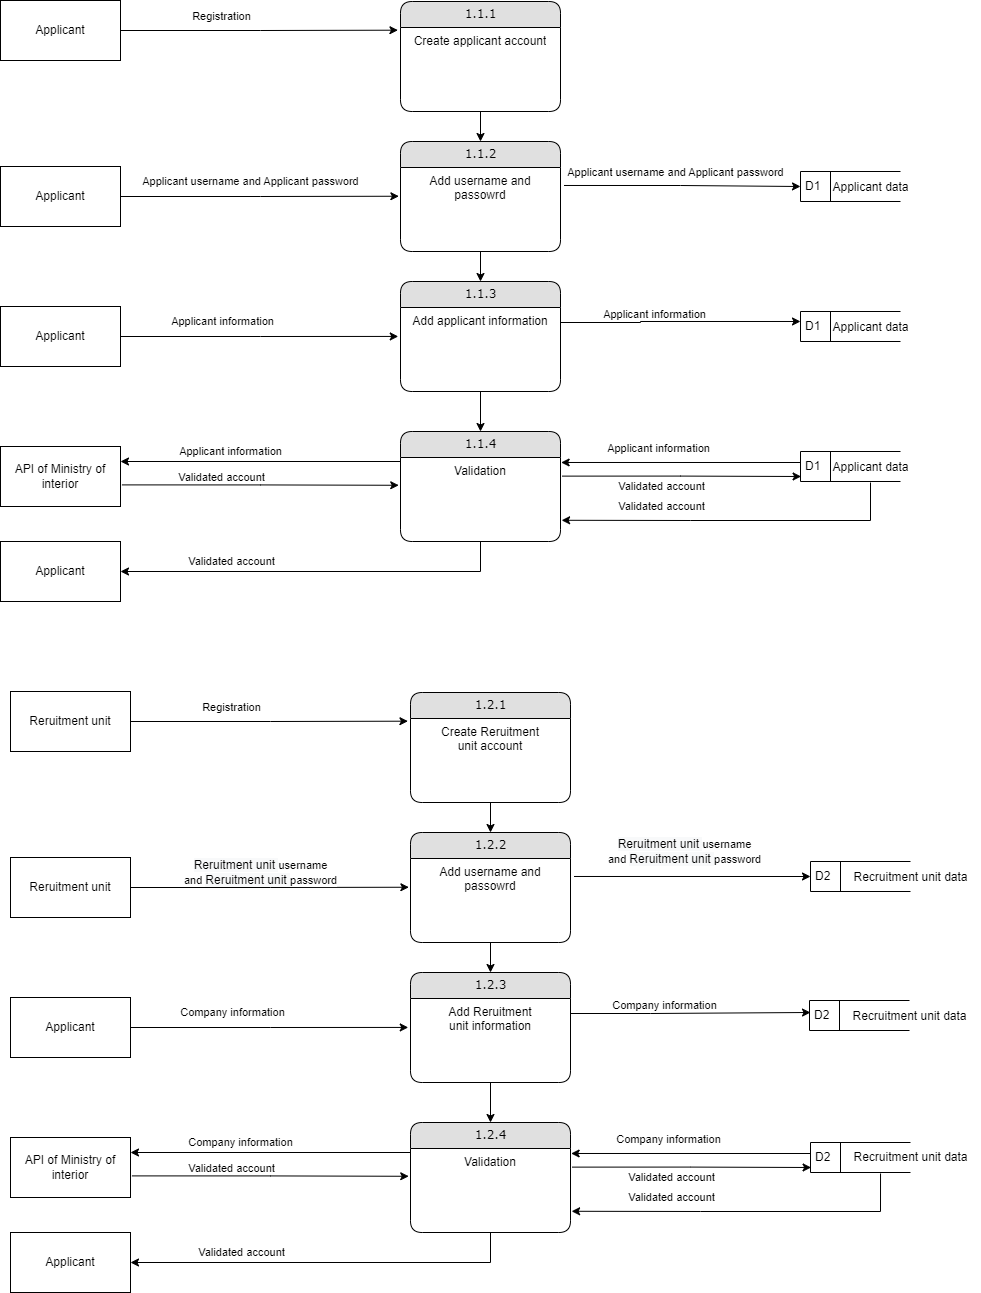 Applicant
Registration
1.1.1
Create applicant account
Applicant
Applicant username and Applicant password
1.1.2
Add username and
passowrd
Applicant username and Applicant password
D1
Applicant data
Applicant
Applicant information
1.1.3
Add applicant information
Applicant information
D1
Applicant data
API of Ministry of
interior
Applicant information
Validated account
1.1.4
Validation
Applicant information
Validated account
Validated account
D1
Applicant data
Applicant
Validated account
Reruitment unit
Registration
1.2.1
Create Reruitment
unit account
Reruitment unit
Reruitment unit username
and Reruitment unit password
1.2.2
Add username and
passowrd
Reruitment unit username
and Reruitment unit password
D2
Recruitment unit data
Applicant
Company information
1.2.3
Add Reruitment
unit information
Company information
D2
Recruitment unit data
API of Ministry of
interior
Company information
Validated account
1.2.4
Validation
Company information
Validated account
Validated account
D2
Recruitment unit data
Applicant
Validated account